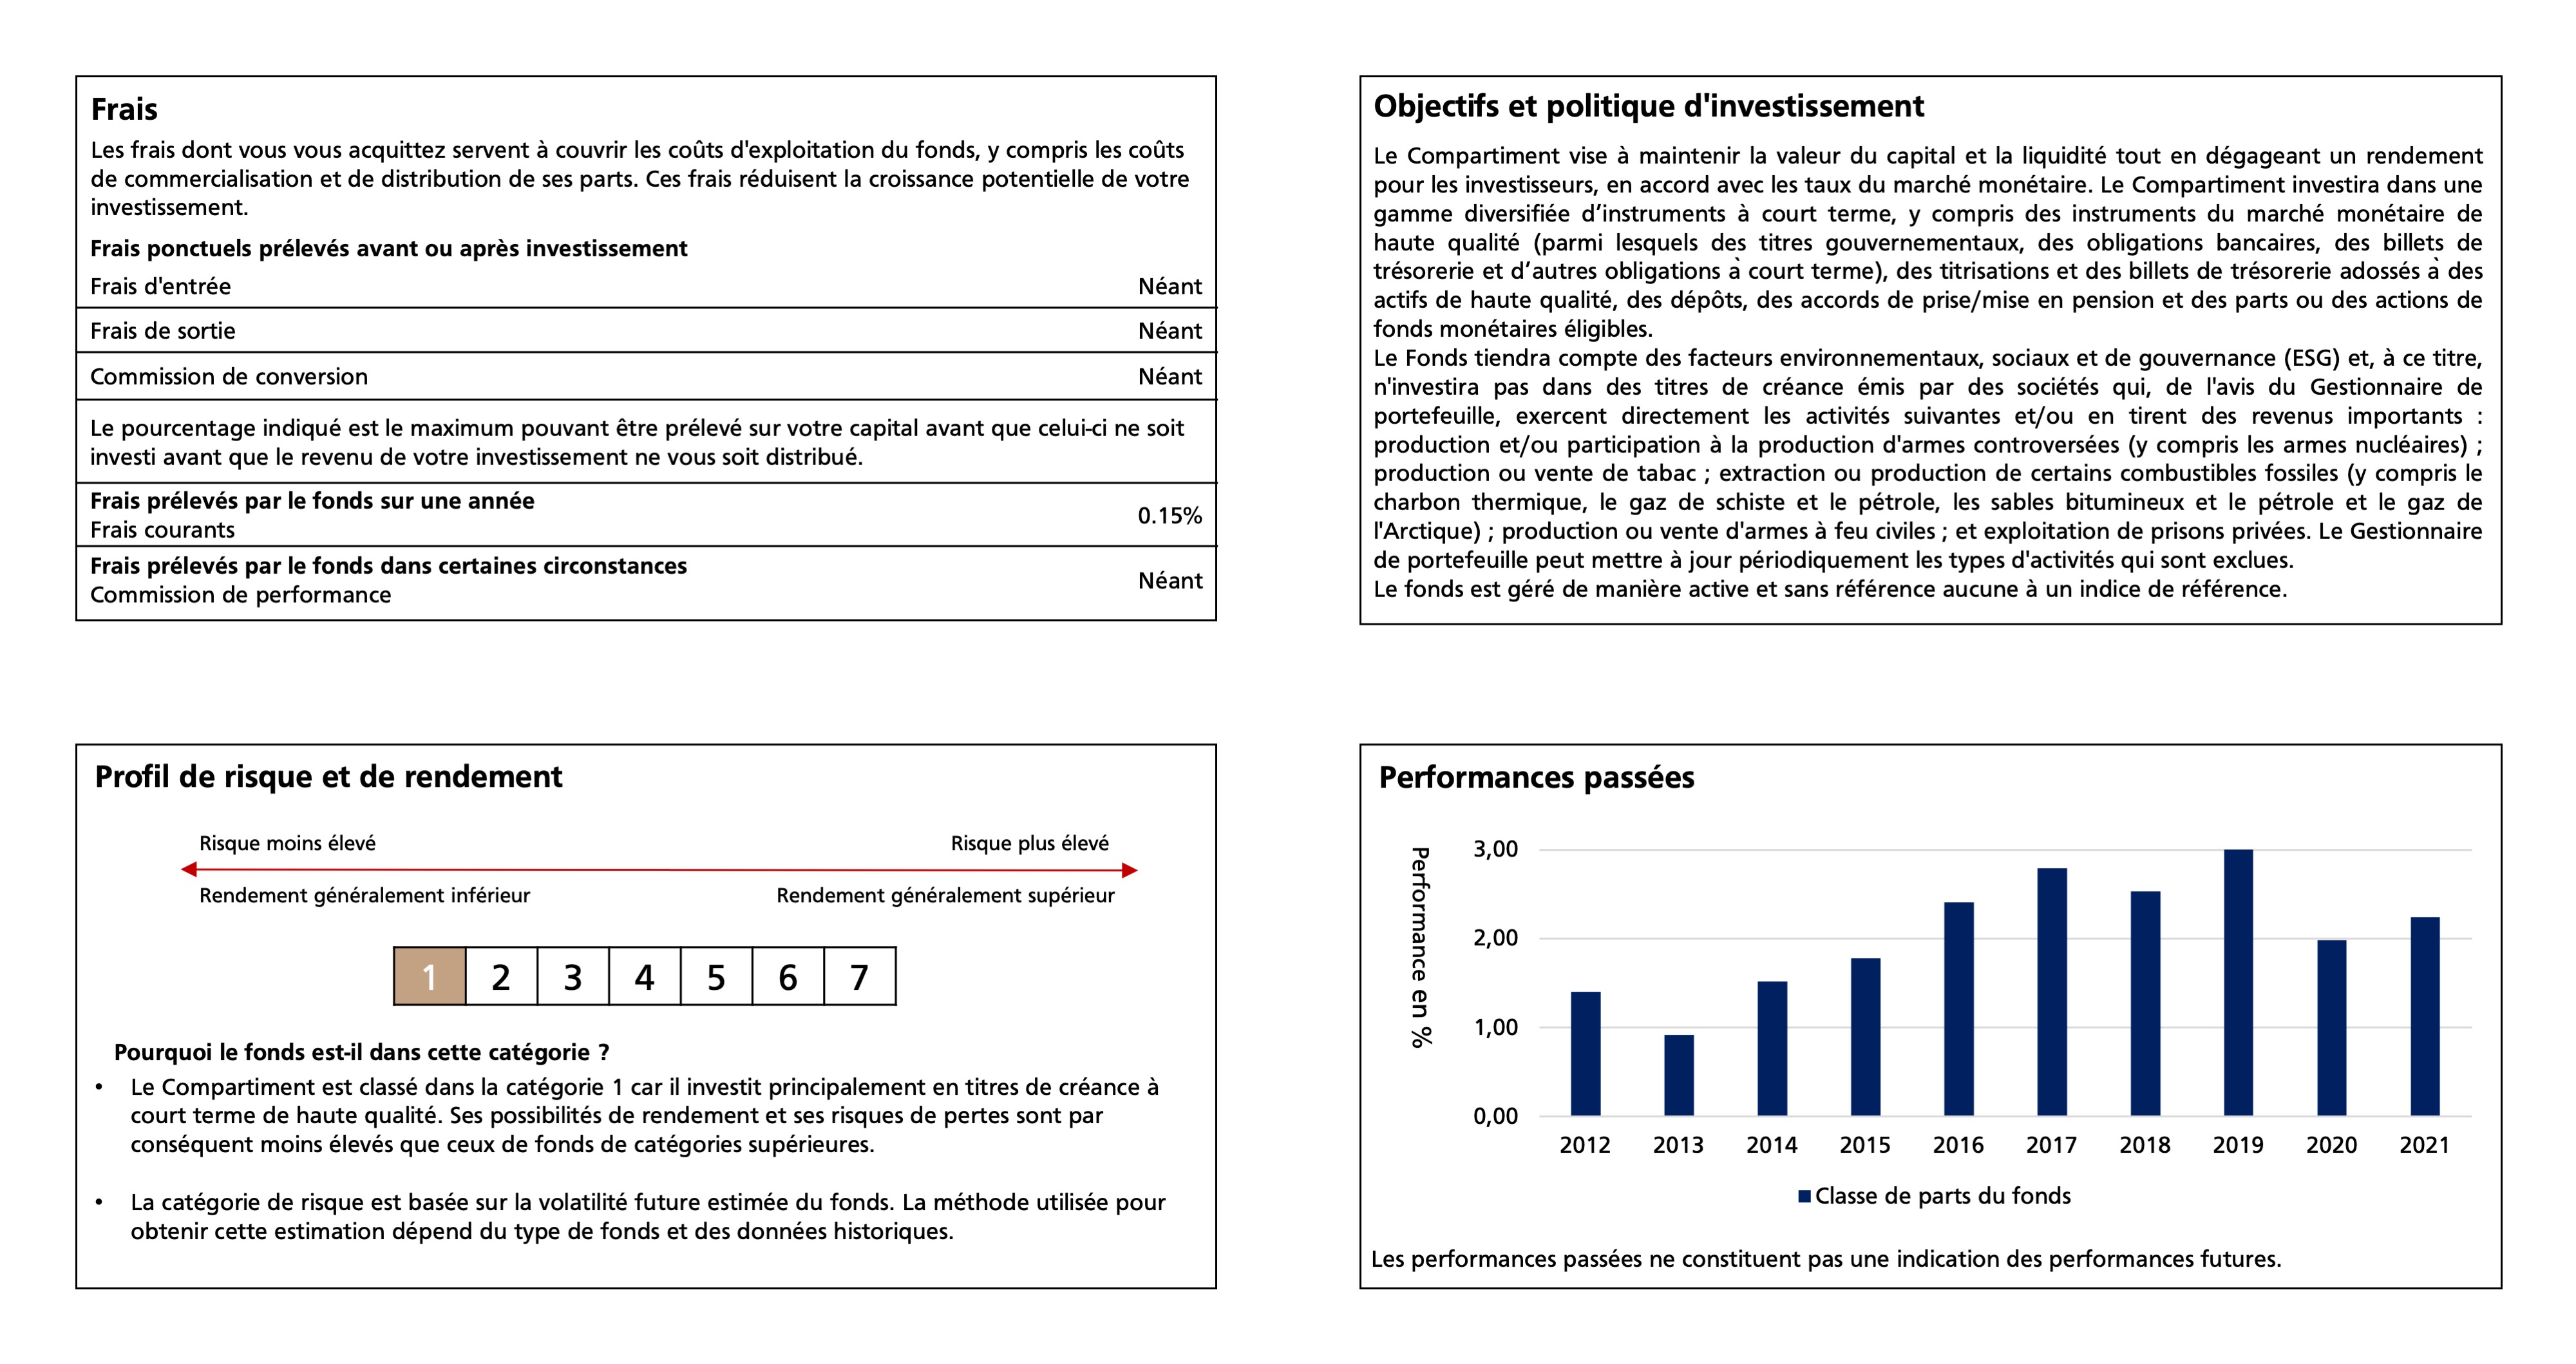 Frais
Les frais dont vous vous acquittez servent à couvrir les coûts d'exploitation du fonds, y compris les coûts
de commercialisation et de distribution de ses parts. Ces frais réduisent la croissance potentielle de votre
investissement.
Frais ponctuels prélevés avant ou après investissement
Frais d'entrée Néant
Frais de sortie Néant
Commission de conversion Néant
Le pourcentage indiqué est le maximum pouvant être prélevé sur votre capital avant que celui-ci ne soit
investi avant que le revenu de votre investissement ne vous soit distribué.
Frais prélevés par le fonds sur une année
Frais courants 0.15%
Frais prélevés par le fonds dans certaines circonstances
Commission de performance Néant
Objectifs et politique d'investissement
Le Compartiment vise à maintenir la valeur du capital et la liquidité tout en dégageant un rendement
pour les investisseurs, en accord avec les taux du marché monétaire. Le Compartiment investira dans une
gamme diversifiée d’instruments à court terme, y compris des instruments du marché monétaire de
haute qualité (parmi lesquels des titres gouvernementaux, des obligations bancaires, des billets de
trésorerie et d’autres obligations à court terme), des titrisations et des billets de trésorerie adossés à des
actifs de haute qualité, des dépôts, des accords de prise/mise en pension et des parts ou des actions de
fonds monétaires éligibles.
Le Fonds tiendra compte des facteurs environnementaux, sociaux et de gouvernance (ESG) et, à ce titre,
n'investira pas dans des titres de créance émis par des sociétés qui, de l'avis du Gestionnaire de
portefeuille, exercent directement les activités suivantes et/ou en tirent des revenus importants :
production et/ou participation à la production d'armes controversées (y compris les armes nucléaires) ;
production ou vente de tabac ; extraction ou production de certains combustibles fossiles (y compris le
charbon thermique, le gaz de schiste et le pétrole, les sables bitumineux et le pétrole et le gaz de
l'Arctique) ; production ou vente d'armes à feu civiles ; et exploitation de prisons privées. Le Gestionnaire
de portefeuille peut mettre à jour périodiquement les types d'activités qui sont exclues.
Le fonds est géré de manière active et sans référence aucune à un indice de référence.
Profil de risque et de rendement
Risque moins élevé Risque plus élevé
Rendement généralement inférieur Rendement généralement supérieur
1 2 3 4 5 6 7
Pourquoi le fonds est-il dans cette catégorie ?
• Le Compartiment est classé dans la catégorie 1 car il investit principalement en titres de créance à
court terme de haute qualité. Ses possibilités de rendement et ses risques de pertes sont par
conséquent moins élevés que ceux de fonds de catégories supérieures.
• La catégorie de risque est basée sur la volatilité future estimée du fonds. La méthode utilisée pour
obtenir cette estimation dépend du type de fonds et des données historiques.
Performances passées
Performance en %
3,00
2,00
1,00
0,00
2012 2013 2014 2015 2016 2017 2018 2019 2020 2021
Classe de parts du fonds
Les performances passées ne constituent pas une indication des performances futures.